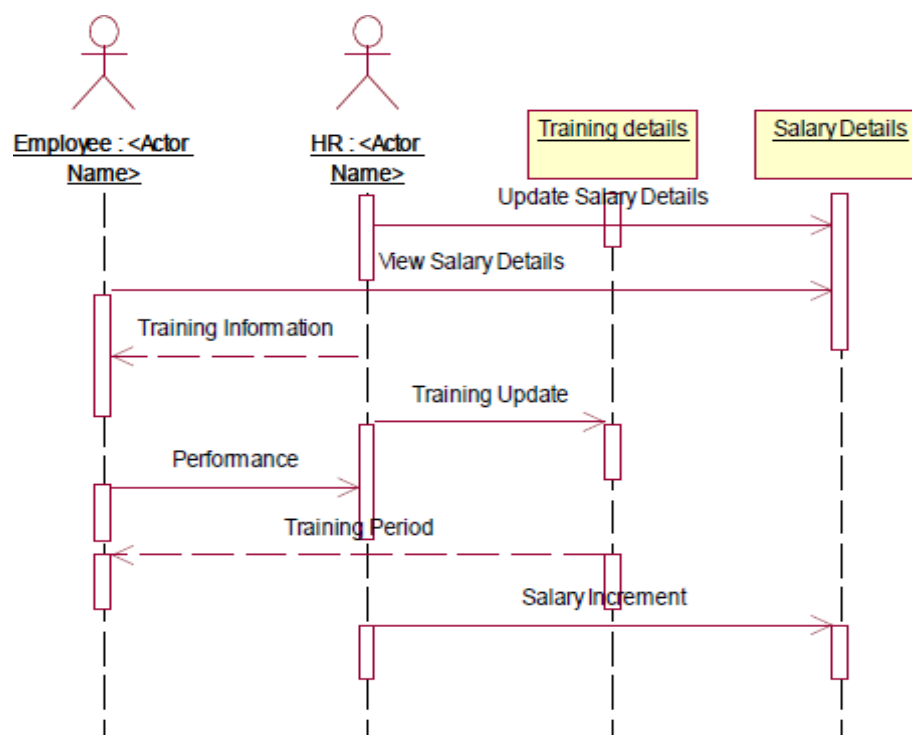 Employee : <Actor
Name>
HR : <Actor
Name>
Training details
Salary Details
Update Salary Details
View Salary Details
Training Information
Training Update
Performance
Training Period
Salary Increment